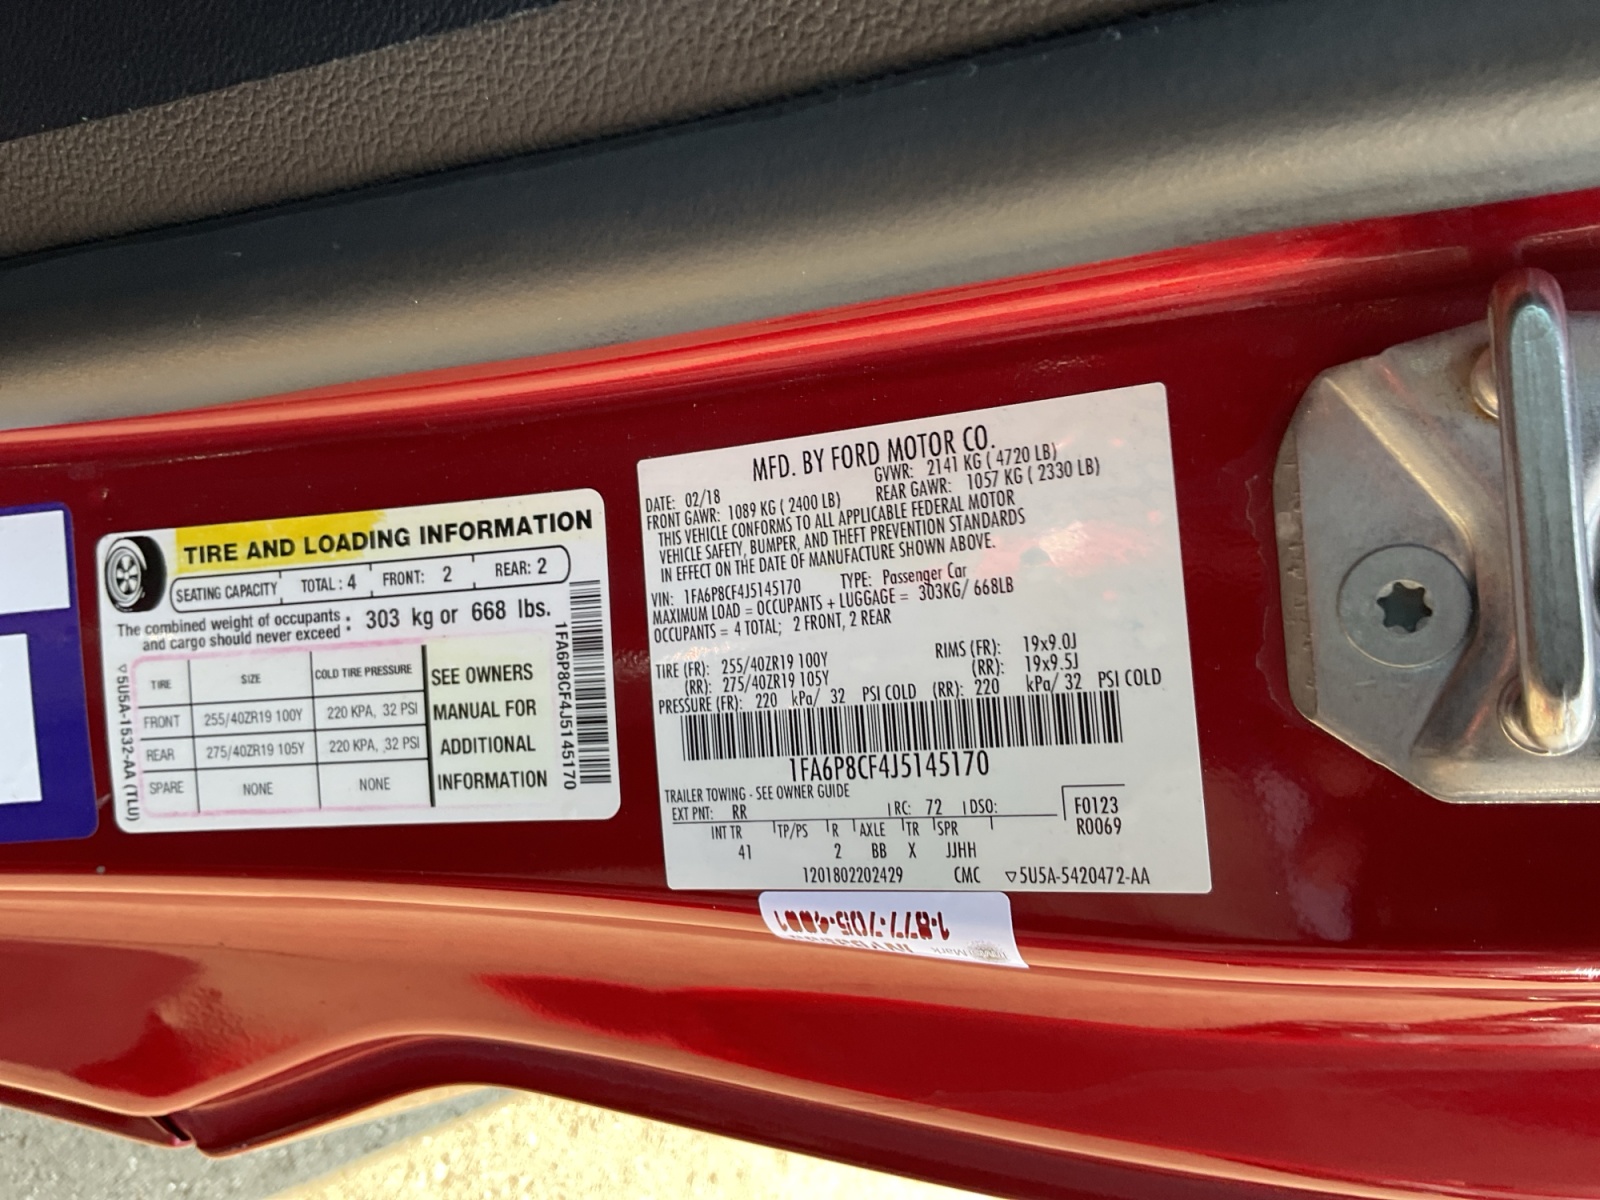 TIRE AND LOADING INFORMATION
SEATING CAPACITY TOTAL : 4 FRONT: 2 REAR: 2
The combined weight of occupants and cargo should never exceed : 303 kg or 668 lbs.
TIRE SIZE COLD TIRE PRESSURE
FRONT 255/40ZR19 100Y 220 KPA, 32 PSI
REAR 275/40ZR19 105Y 220 KPA, 32 PSI
SPARE NONE NONE
SEE OWNERS
MANUAL FOR
ADDITIONAL
INFORMATION
5U5A-1532-AA (TLU)
1FA6P8CF4J5145170
MFD. BY FORD MOTOR CO.
DATE: 02/18 GVWR: 2141 KG ( 4720 LB)
FRONT GAWR: 1089 KG ( 2400 LB) REAR GAWR: 1057 KG ( 2330 LB)
THIS VEHICLE CONFORMS TO ALL APPLICABLE FEDERAL MOTOR
VEHICLE SAFETY, BUMPER, AND THEFT PREVENTION STANDARDS
IN EFFECT ON THE DATE OF MANUFACTURE SHOWN ABOVE.
VIN: 1FA6P8CF4J5145170 TYPE: Passenger Car
MAXIMUM LOAD = OCCUPANTS + LUGGAGE = 303KG/ 668LB
OCCUPANTS = 4 TOTAL; 2 FRONT, 2 REAR
TIRE (FR): 255/40ZR19 100Y RIMS (FR): 19x9.0J
(RR): 275/40ZR19 105Y (RR): 19x9.5J
PRESSURE (FR): 220 kPa/ 32 PSI COLD (RR): 220 kPa/ 32 PSI COLD
1FA6P8CF4J5145170
TRAILER TOWING - SEE OWNER GUIDE
EXT PNT: RR RC: 72 DSO: F0123
INT TR TP/PS R AXLE TR SPR R0069
41 2 BB X JJHH
1201802202429 CMC 5U5A-5420472-AA